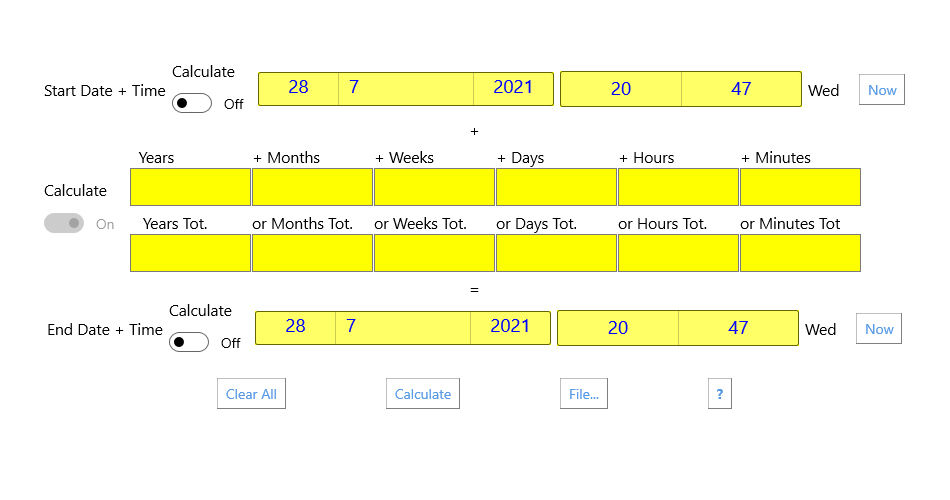 Calculate
Start Date + Time Off 28 7 2021 20 47 Wed Now
+
Years + Months + Weeks + Days + Hours + Minutes
Calculate
On Years Tot. or Months Tot. or Weeks Tot. or Days Tot. or Hours Tot. or Minutes Tot
=
Calculate
End Date + Time Off 28 7 2021 20 47 Wed Now
Clear All Calculate File... ?